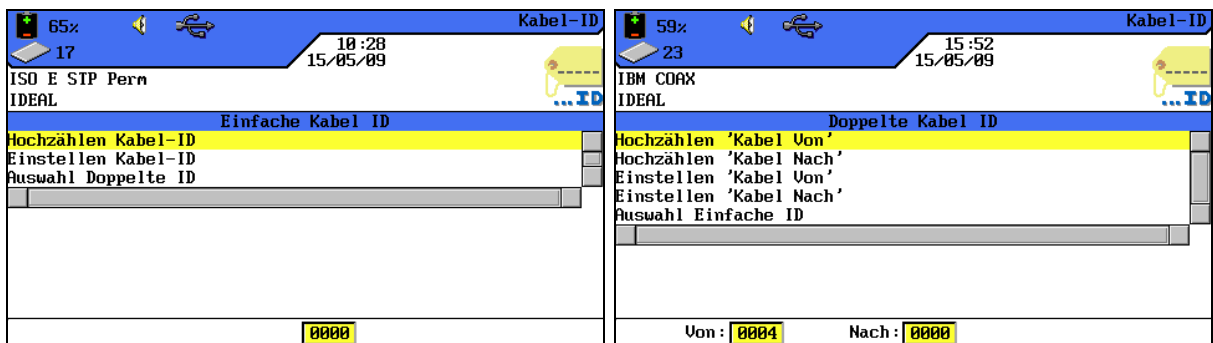 65% Kabel-ID
17 10:28
15/05/09
ISO E STP Perm
IDEAL ...ID
Einfache Kabel ID
Hochzählen Kabel-ID
Einstellen Kabel-ID
Auswahl Doppelte ID
0000
59% Kabel-ID
23 15:52
15/05/09
IBM COAX
IDEAL ...ID
Doppelte Kabel ID
Hochzählen 'Kabel Von'
Hochzählen 'Kabel Nach'
Einstellen 'Kabel Von'
Einstellen 'Kabel Nach'
Auswahl Einfache ID
Von: 0004 Nach: 0000